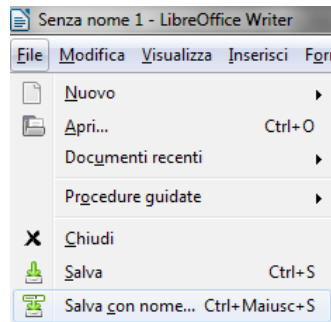 Senza nome 1 - LibreOffice Writer
File Modifica Visualizza Inserisci
Nuovo
Apri... Ctrl+O
Documenti recenti
Procedure guidate
Chiudi
Salva Ctrl+S
Salva con nome... Ctrl+Maiusc+S